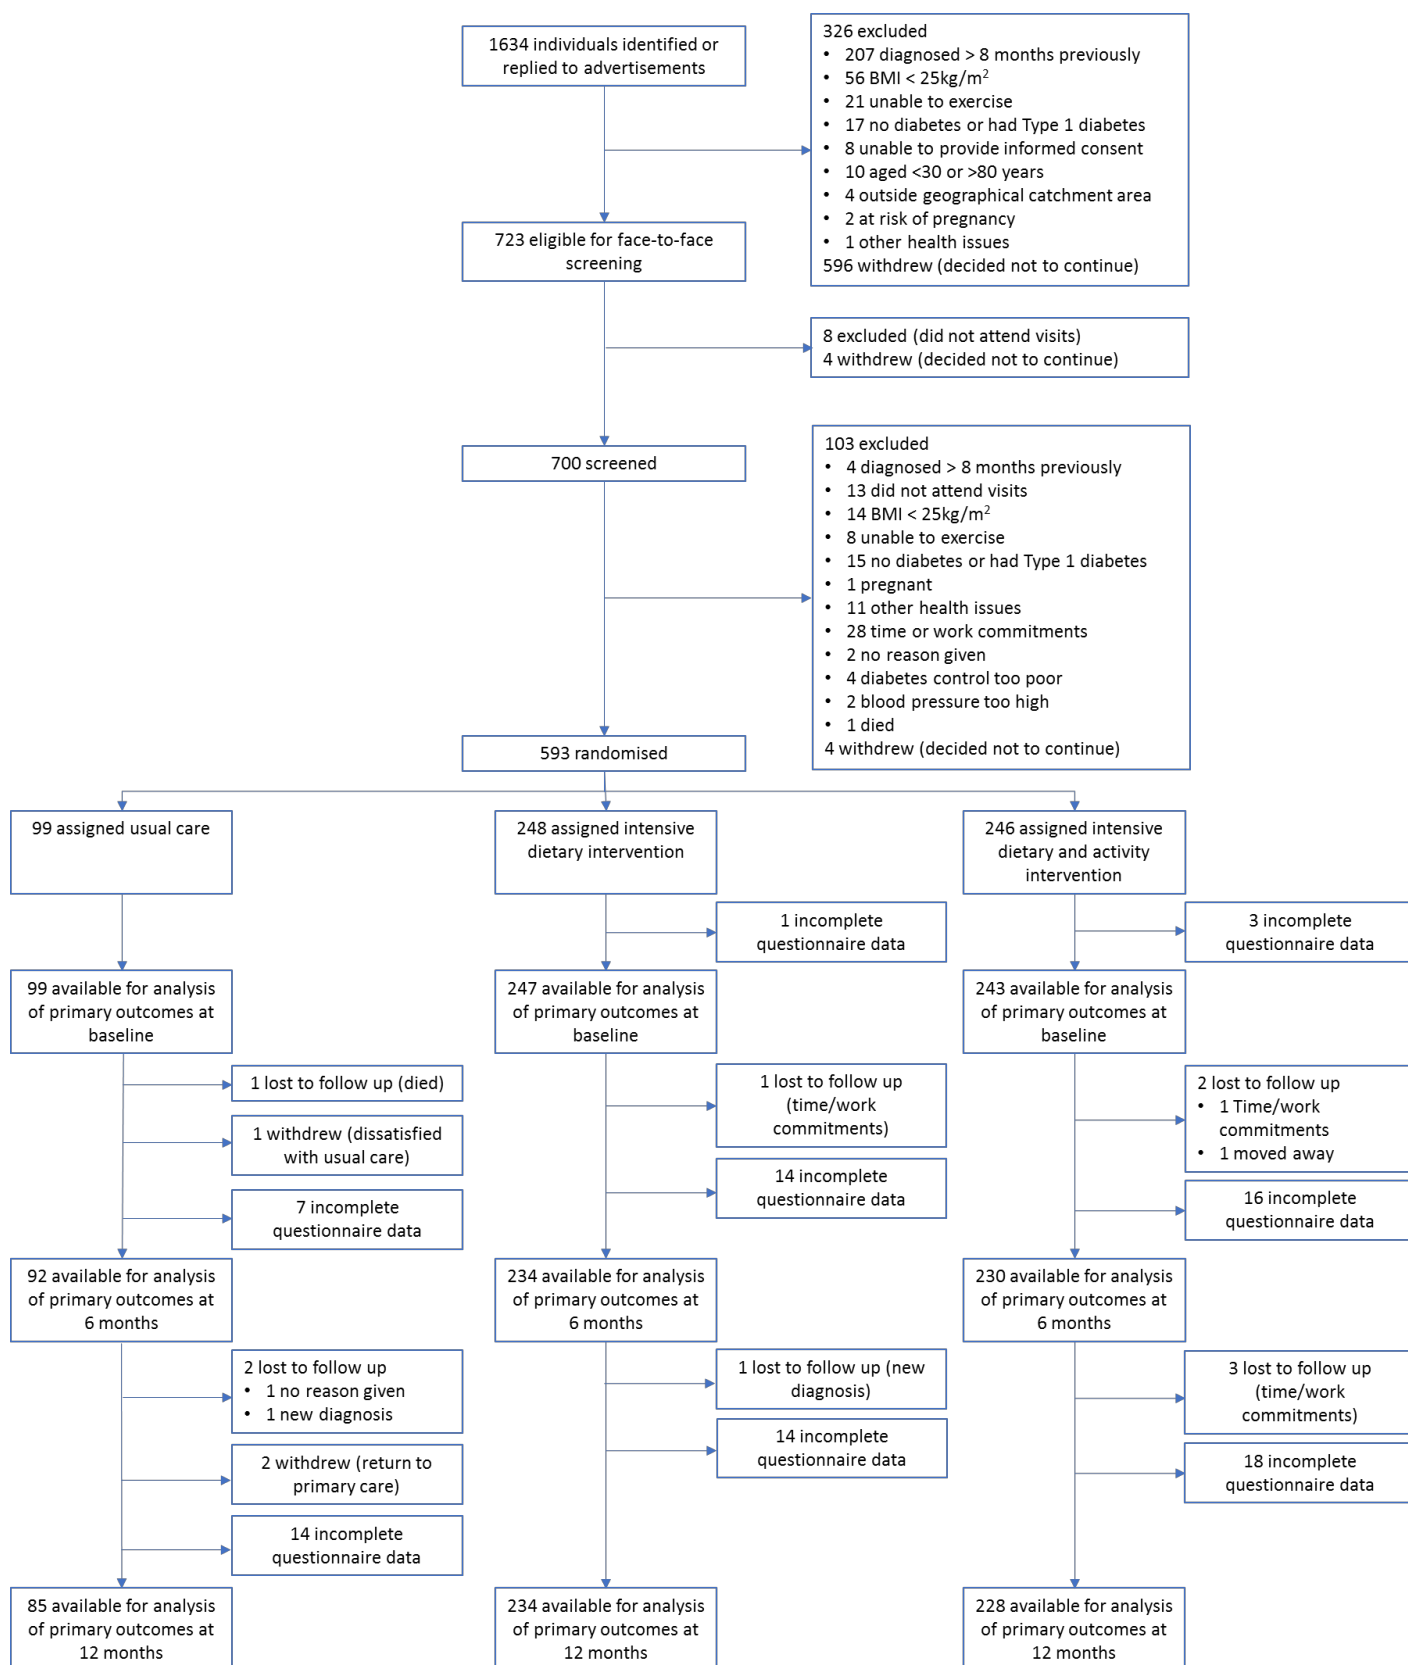 1634 individuals identified or
replied to advertisements
326 excluded
• 207 diagnosed > 8 months previously
• 56 BMI < 25kg/m²
• 21 unable to exercise
• 17 no diabetes or had Type 1 diabetes
• 8 unable to provide informed consent
• 10 aged <30 or >80 years
• 4 outside geographical catchment area
• 2 at risk of pregnancy
• 1 other health issues
596 withdrew (decided not to continue)
723 eligible for face-to-face
screening
8 excluded (did not attend visits)
4 withdrew (decided not to continue)
700 screened
103 excluded
• 4 diagnosed > 8 months previously
• 13 did not attend visits
• 14 BMI < 25kg/m²
• 8 unable to exercise
• 15 no diabetes or had Type 1 diabetes
• 1 pregnant
• 11 other health issues
• 28 time or work commitments
• 2 no reason given
• 4 diabetes control too poor
• 2 blood pressure too high
• 1 died
4 withdrew (decided not to continue)
593 randomised
99 assigned usual care
248 assigned intensive
dietary intervention
246 assigned intensive
dietary and activity
intervention
1 incomplete
questionnaire data
3 incomplete
questionnaire data
99 available for analysis
of primary outcomes at
baseline
247 available for analysis
of primary outcomes at
baseline
243 available for analysis
of primary outcomes at
baseline
1 lost to follow up (died)
1 withdrew (dissatisfied
with usual care)
7 incomplete
questionnaire data
1 lost to follow up
(time/work
commitments)
14 incomplete
questionnaire data
2 lost to follow up
• 1 Time/work
commitments
• 1 moved away
16 incomplete
questionnaire data
92 available for analysis
of primary outcomes at
6 months
234 available for analysis
of primary outcomes at
6 months
230 available for analysis
of primary outcomes at
6 months
2 lost to follow up
• 1 no reason given
• 1 new diagnosis
2 withdrew (return to
primary care)
14 incomplete
questionnaire data
1 lost to follow up (new
diagnosis)
14 incomplete
questionnaire data
3 lost to follow up
(time/work
commitments)
18 incomplete
questionnaire data
85 available for analysis
of primary outcomes at
12 months
234 available for analysis
of primary outcomes at
12 months
228 available for analysis
of primary outcomes at
12 months